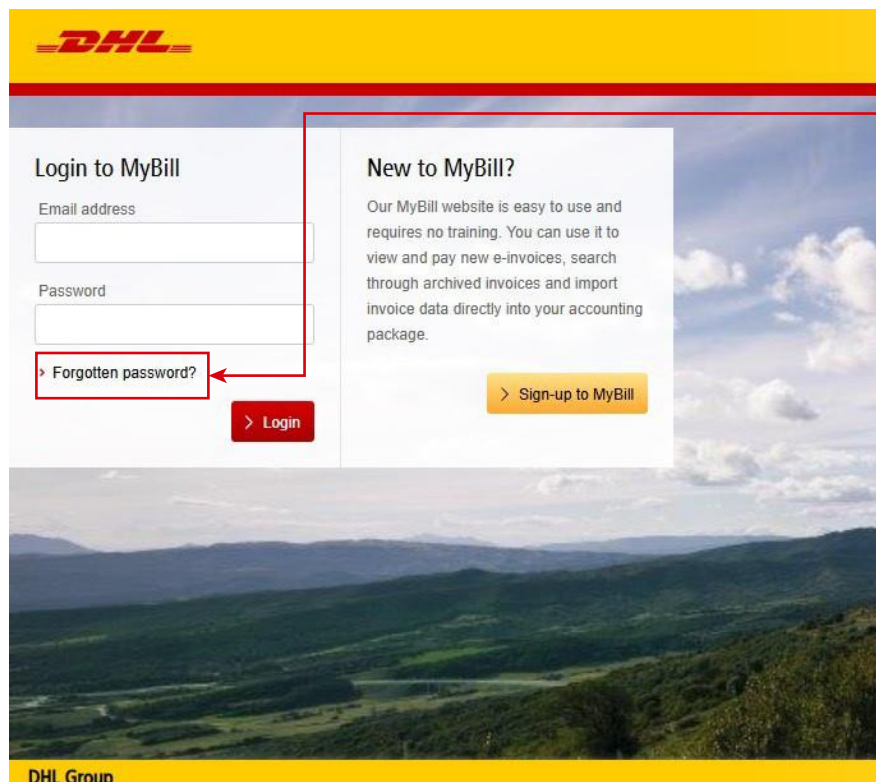 DHL
Login to MyBill
Email address
Password
Forgotten password?
Login
New to MyBill?
Our MyBill website is easy to use and
requires no training. You can use it to
view and pay new e-invoices, search
through archived invoices and import
invoice data directly into your accounting
package.
Sign-up to MyBill
DHL Group